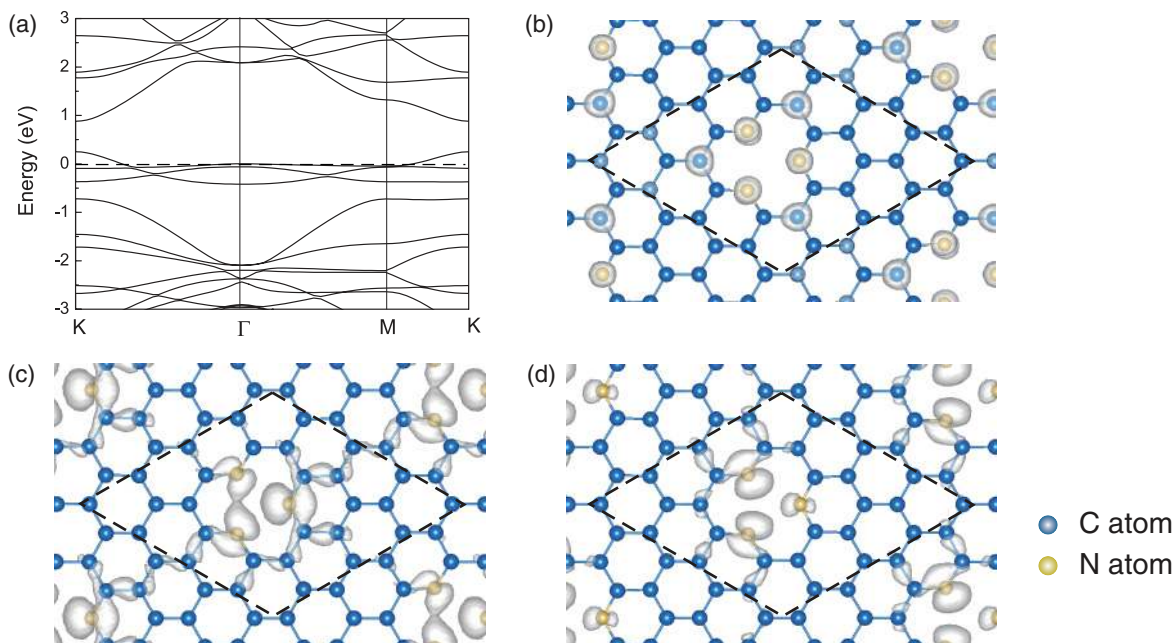 (a)
3
2
1
0
-1
-2
-3
Energy (eV)
K
Γ
M
K
(b)
(c)
(d)
C atom
N atom